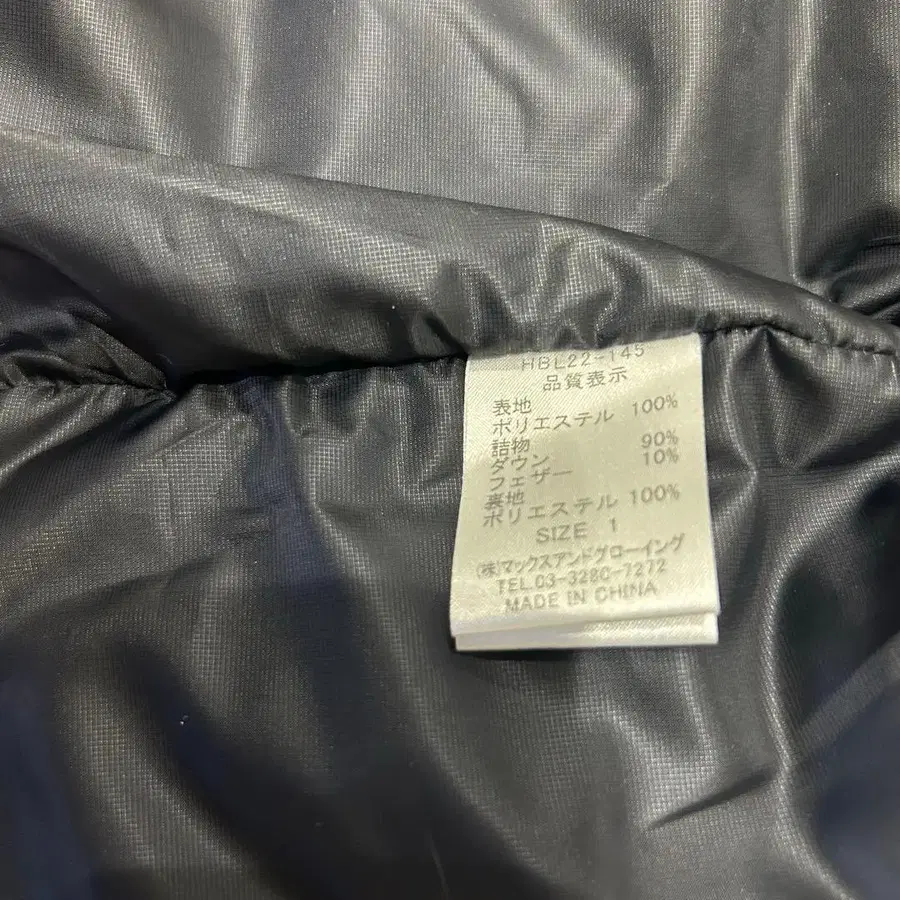 HBL22-145
品質表示
表地
ポリエステル 100%
詰物
ダウン 90%
フェザー 10%
裏地
ポリエステル 100%
SIZE 1
(株)マックスアンドグローイング
TEL.03-3280-7272
MADE IN CHINA